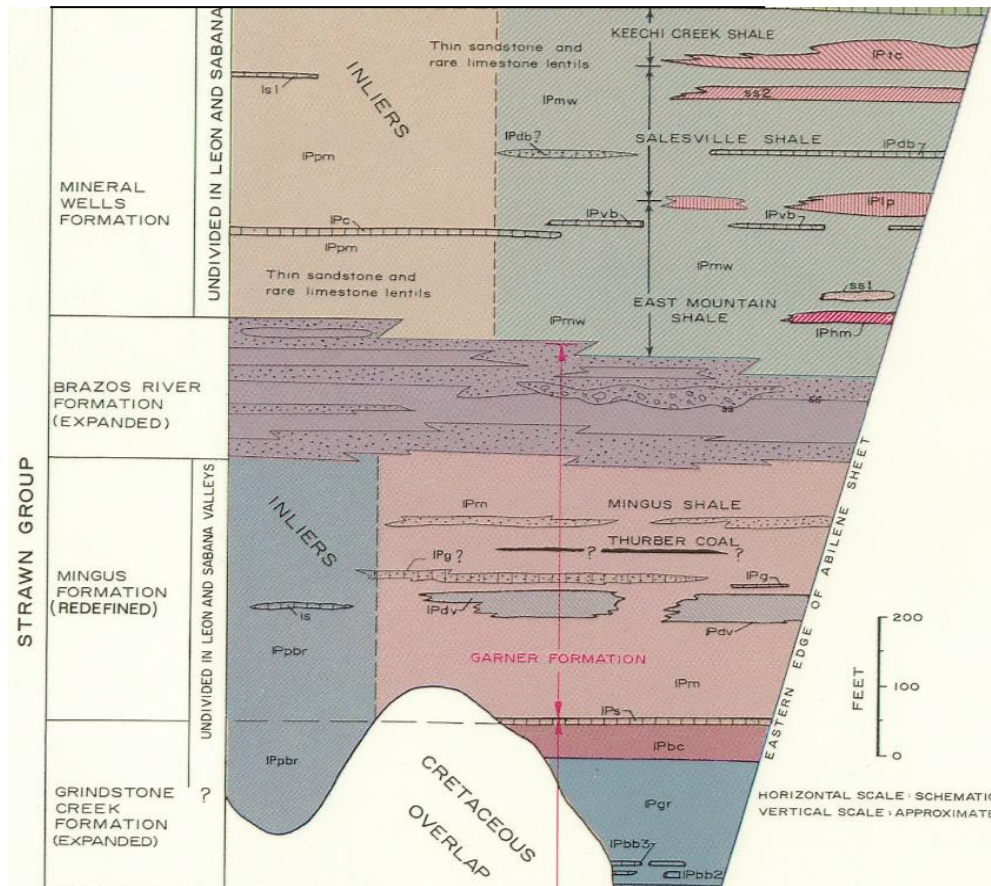 STRAWN GROUP
MINERAL
WELLS
FORMATION
BRAZOS RIVER
FORMATION
(EXPANDED)
MINGUS
FORMATION
(REDEFINED)
GRINDSTONE
CREEK
FORMATION
(EXPANDED)
UNDIVIDED IN LEON AND SABANA
UNDIVIDED IN LEON AND SABANA VALLEYS
?
INLIERS
ls1
IPpm
IPc
IPpm
Thin sandstone and
rare limestone lentils
Thin sandstone and
rare limestone lentils
KEECHI CREEK SHALE
IPtc
IPmw
ss2
SALESVILLE SHALE
IPdb?
IPdb
IPlp
IPvb
IPvb
IPmw
EAST MOUNTAIN
SHALE
ss1
IPhm
IPmw
ss
ss
INLIERS
IPm
MINGUS SHALE
THURBER COAL
?
?
IPg?
IPg
IPdv
IPdv
ls
IPpbr
GARNER FORMATION
IPm
IPs
IPbc
IPpbr
CRETACEOUS
OVERLAP
IPgr
IPbb3
IPbb2
EASTERN EDGE OF ABILENE SHEET
200
100
0
FEET
HORIZONTAL SCALE: SCHEMATIC
VERTICAL SCALE: APPROXIMATE